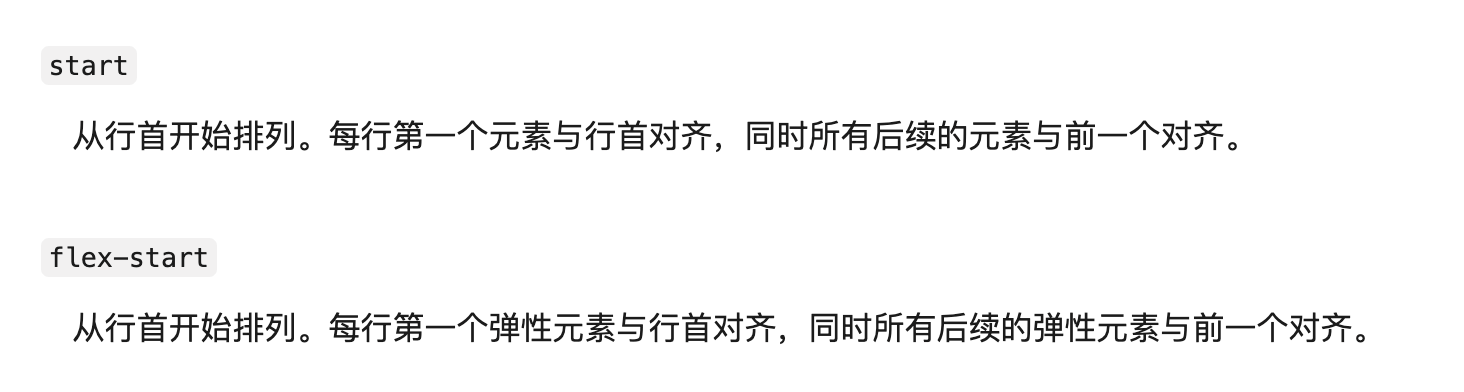 start
从行首开始排列。每行第一个元素与行首对齐，同时所有后续的元素与前一个对齐。
flex-start
从行首开始排列。每行第一个弹性元素与行首对齐，同时所有后续的弹性元素与前一个对齐。